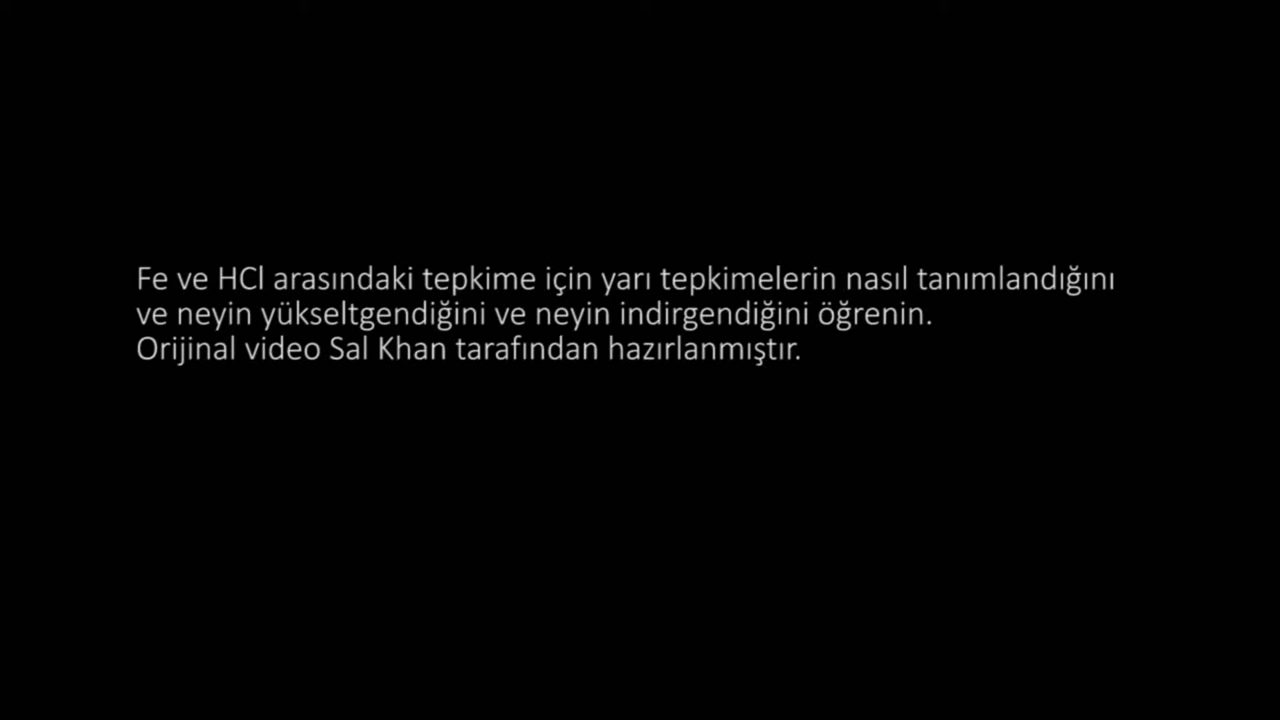 Fe ve HCl arasındaki tepkime için yarı tepkimelerin nasıl tanımlandığını
ve neyin yükseltgendiğini ve neyin indirgendiğini öğrenin.
Orijinal video Sal Khan tarafından hazırlanmıştır.